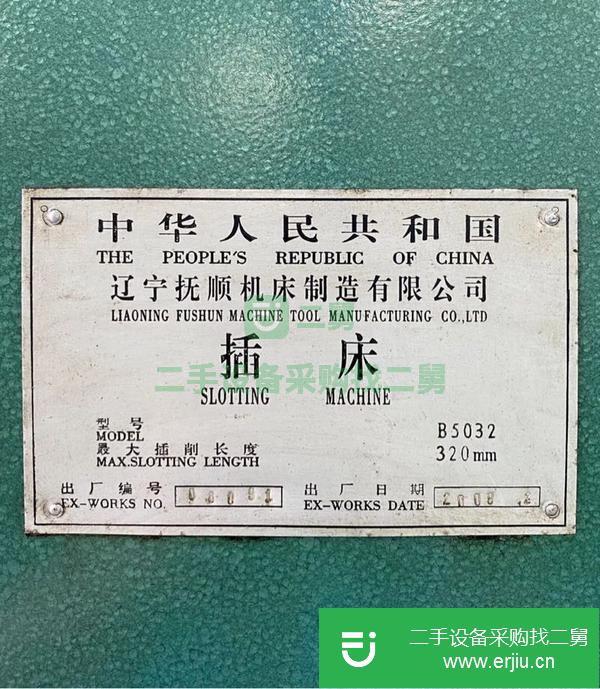 中华人民共和国
THE PEOPLE'S REPUBLIC OF CHINA
辽宁抚顺机床制造有限公司
LIAONING FUSHUN MACHINE TOOL MANUFACTURING CO.,LTD
二舅
插 床
二手设备采购找二舅
SLOTTING MACHINE
型号 B5032
MODEL
最大插削长度 320mm
MAX.SLOTTING LENGTH
出厂编号 出厂日期
EX-WORKS NO. EX-WORKS DATE 2008
二手设备采购找二舅
www.erjiu.cn